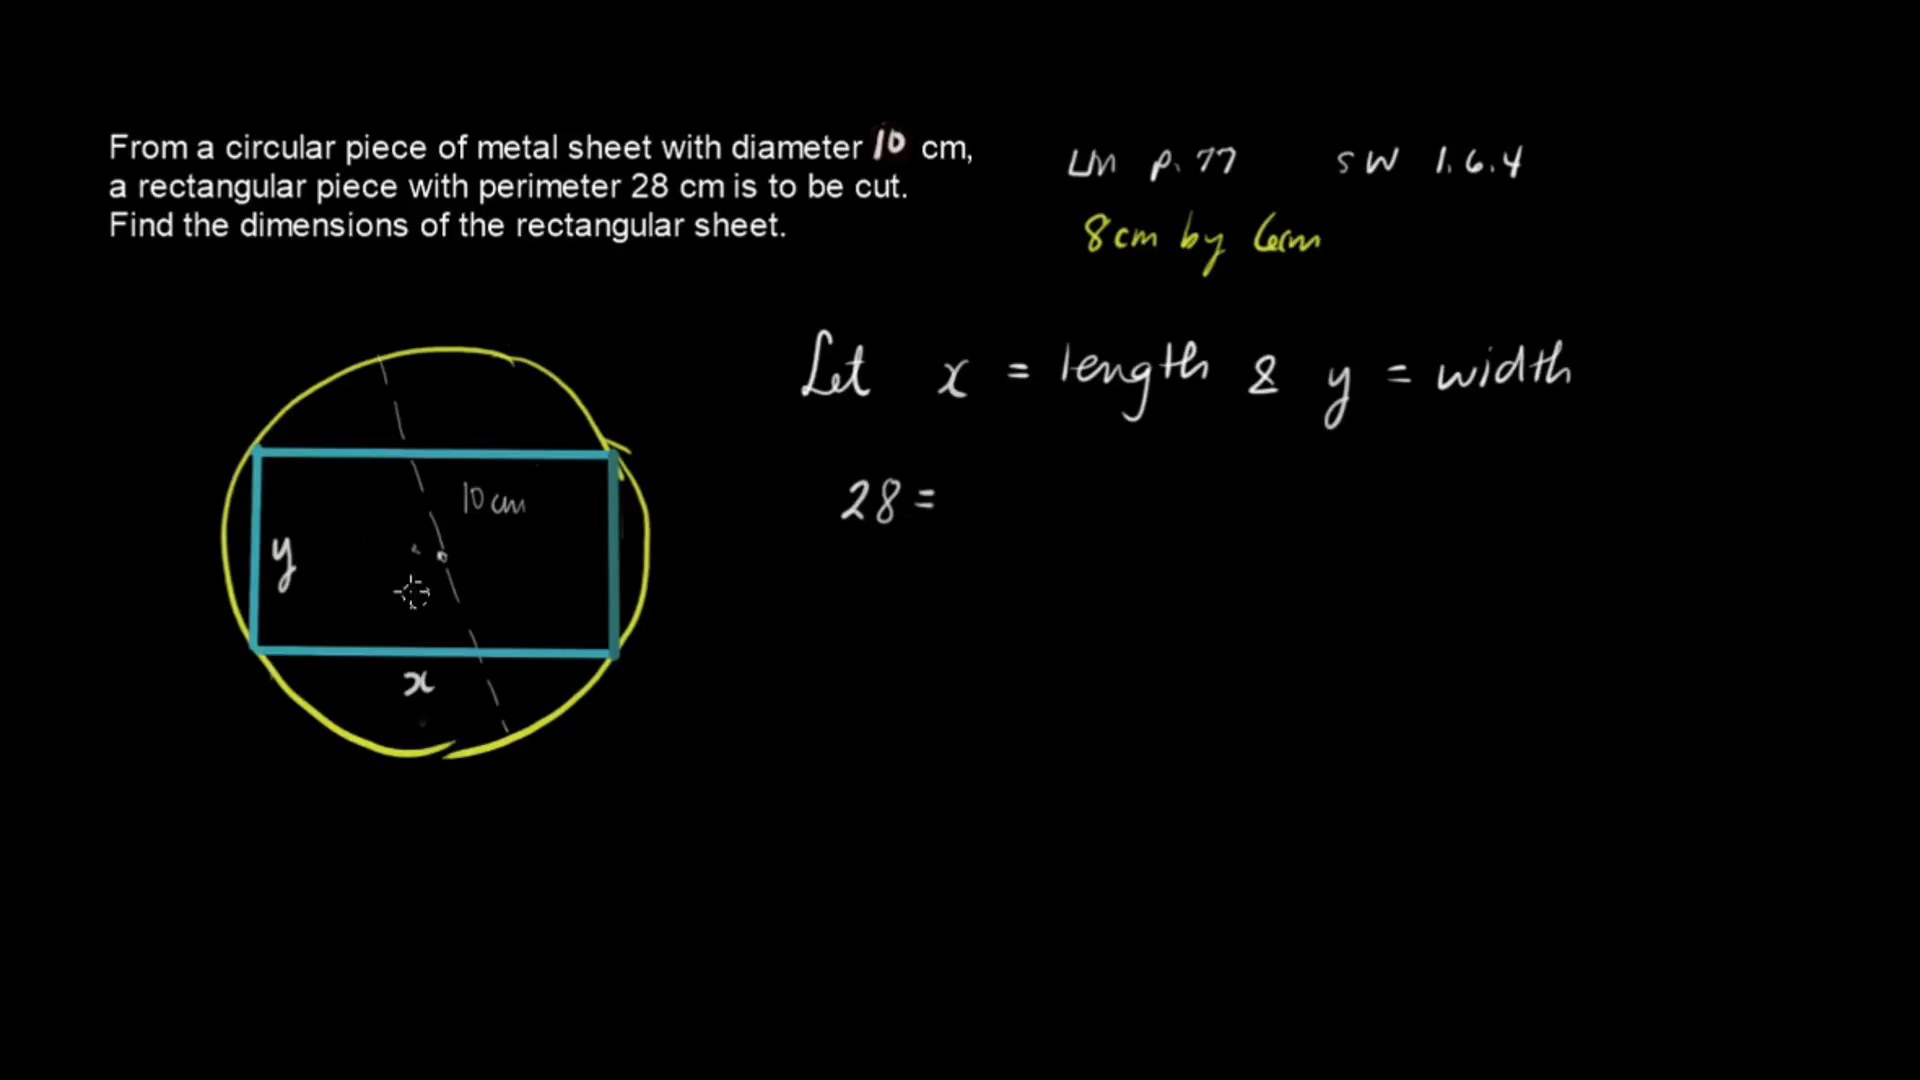 From a circular piece of metal sheet with diameter 10 cm,
a rectangular piece with perimeter 28 cm is to be cut.
Find the dimensions of the rectangular sheet.
LM p. 77 SW 1.6.4
8cm by 6cm
Let x = length & y = width
28 =
10 cm
y
x